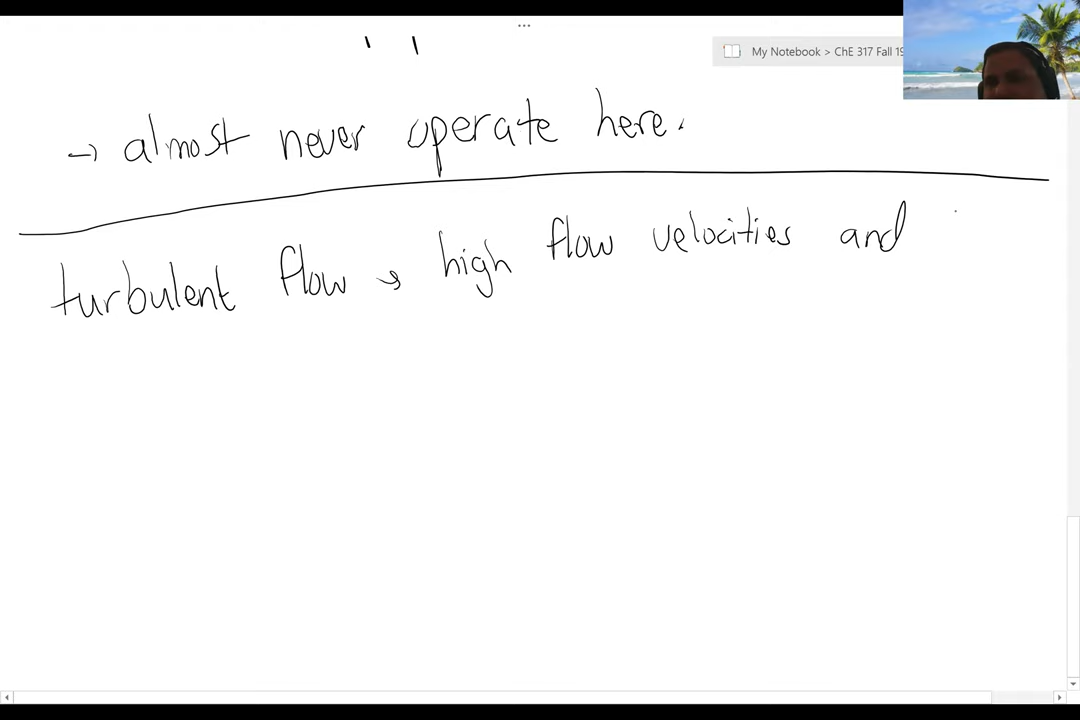 My Notebook > ChE 317 Fall 19
→ almost never operate here.
turbulent flow → high flow velocities and